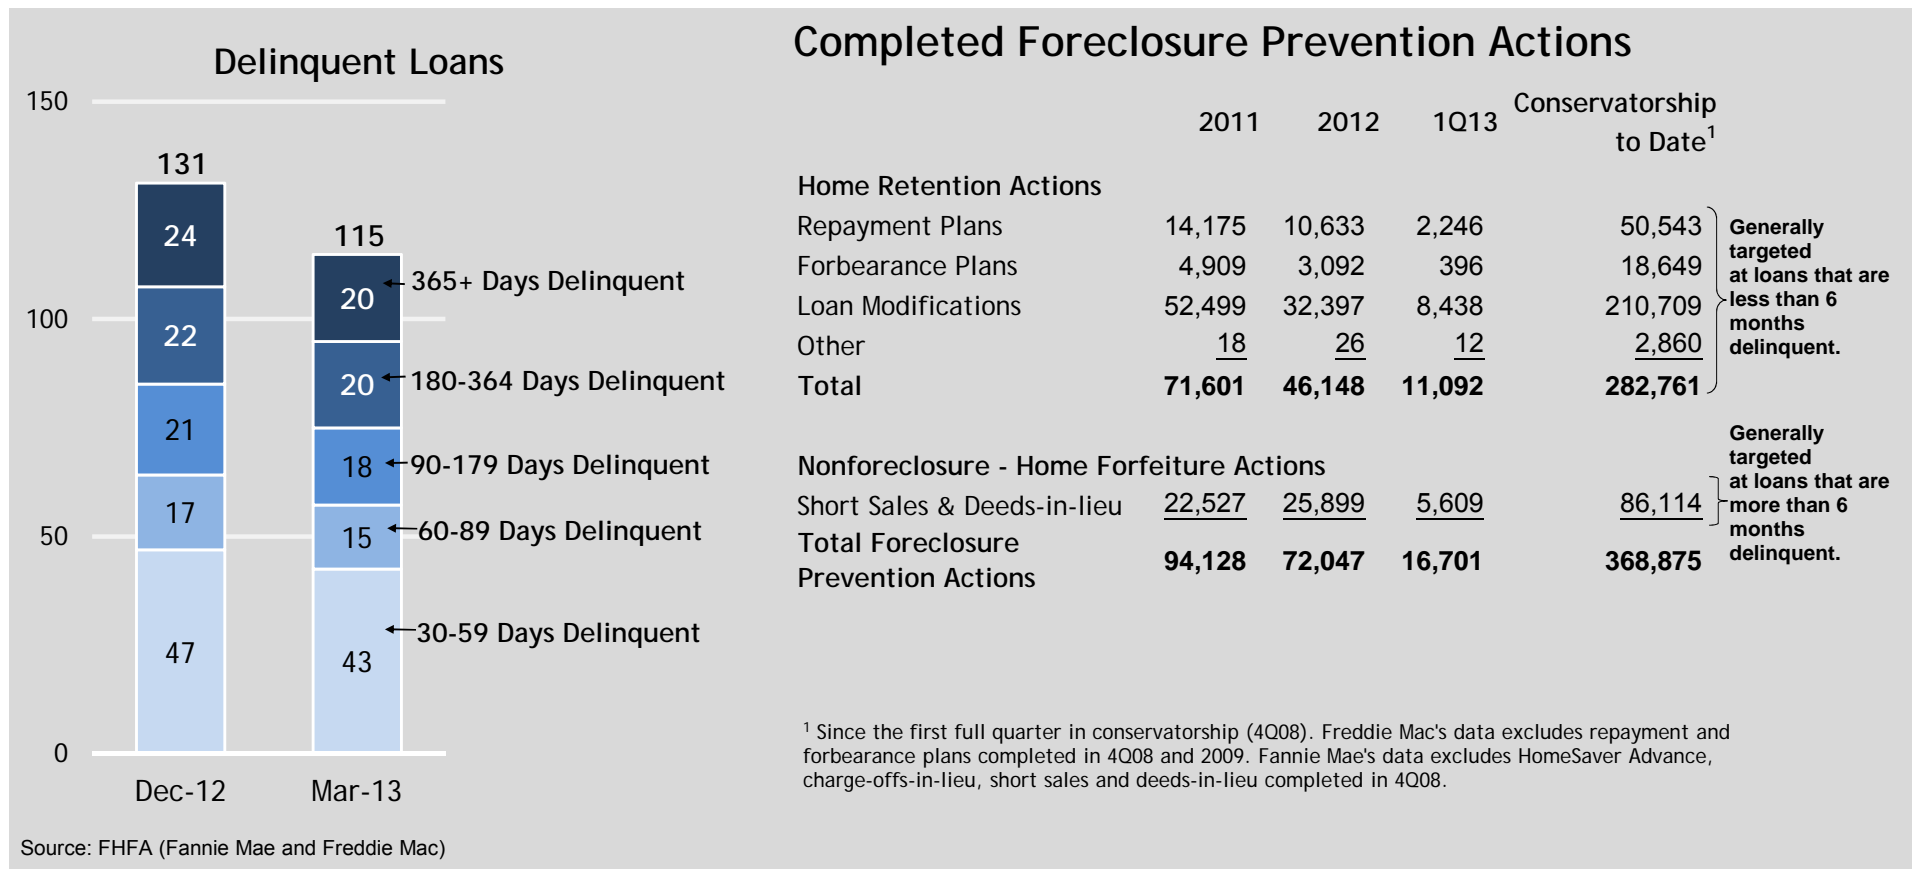 Delinquent Loans
150
100
50
0
131
24
22
21
17
47
115
20
20
18
15
43
365+ Days Delinquent
180-364 Days Delinquent
90-179 Days Delinquent
60-89 Days Delinquent
30-59 Days Delinquent
Dec-12 Mar-13
Source: FHFA (Fannie Mae and Freddie Mac)
Completed Foreclosure Prevention Actions
2011 2012 1Q13 Conservatorship
to Date¹
Home Retention Actions
Repayment Plans 14,175 10,633 2,246 50,543
Forbearance Plans 4,909 3,092 396 18,649
Loan Modifications 52,499 32,397 8,438 210,709
Other 18 26 12 2,860
Total 71,601 46,148 11,092 282,761
Generally
targeted
at loans that are
less than 6
months
delinquent.
Nonforeclosure - Home Forfeiture Actions
Short Sales & Deeds-in-lieu 22,527 25,899 5,609 86,114
Total Foreclosure
Prevention Actions 94,128 72,047 16,701 368,875
Generally
targeted
at loans that are
more than 6
months
delinquent.
¹ Since the first full quarter in conservatorship (4Q08). Freddie Mac's data excludes repayment and
forbearance plans completed in 4Q08 and 2009. Fannie Mae's data excludes HomeSaver Advance,
charge-offs-in-lieu, short sales and deeds-in-lieu completed in 4Q08.